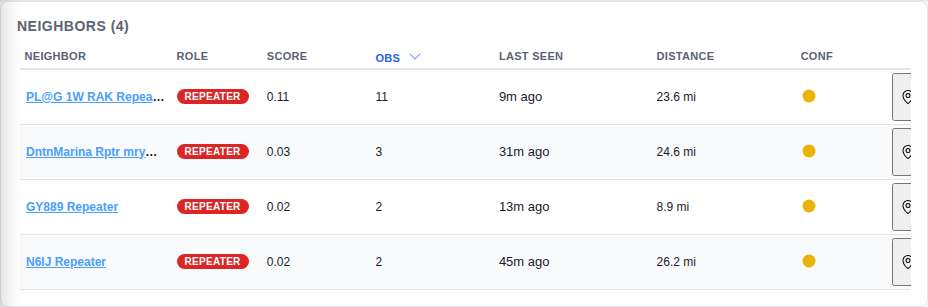 NEIGHBORS (4)
NEIGHBOR ROLE SCORE OBS LAST SEEN DISTANCE CONF
PL@G 1W RAK Repea... REPEATER 0.11 11 9m ago 23.6 mi
DntnMarina Rptr mry... REPEATER 0.03 3 31m ago 24.6 mi
GY889 Repeater REPEATER 0.02 2 13m ago 8.9 mi
N6IJ Repeater REPEATER 0.02 2 45m ago 26.2 mi